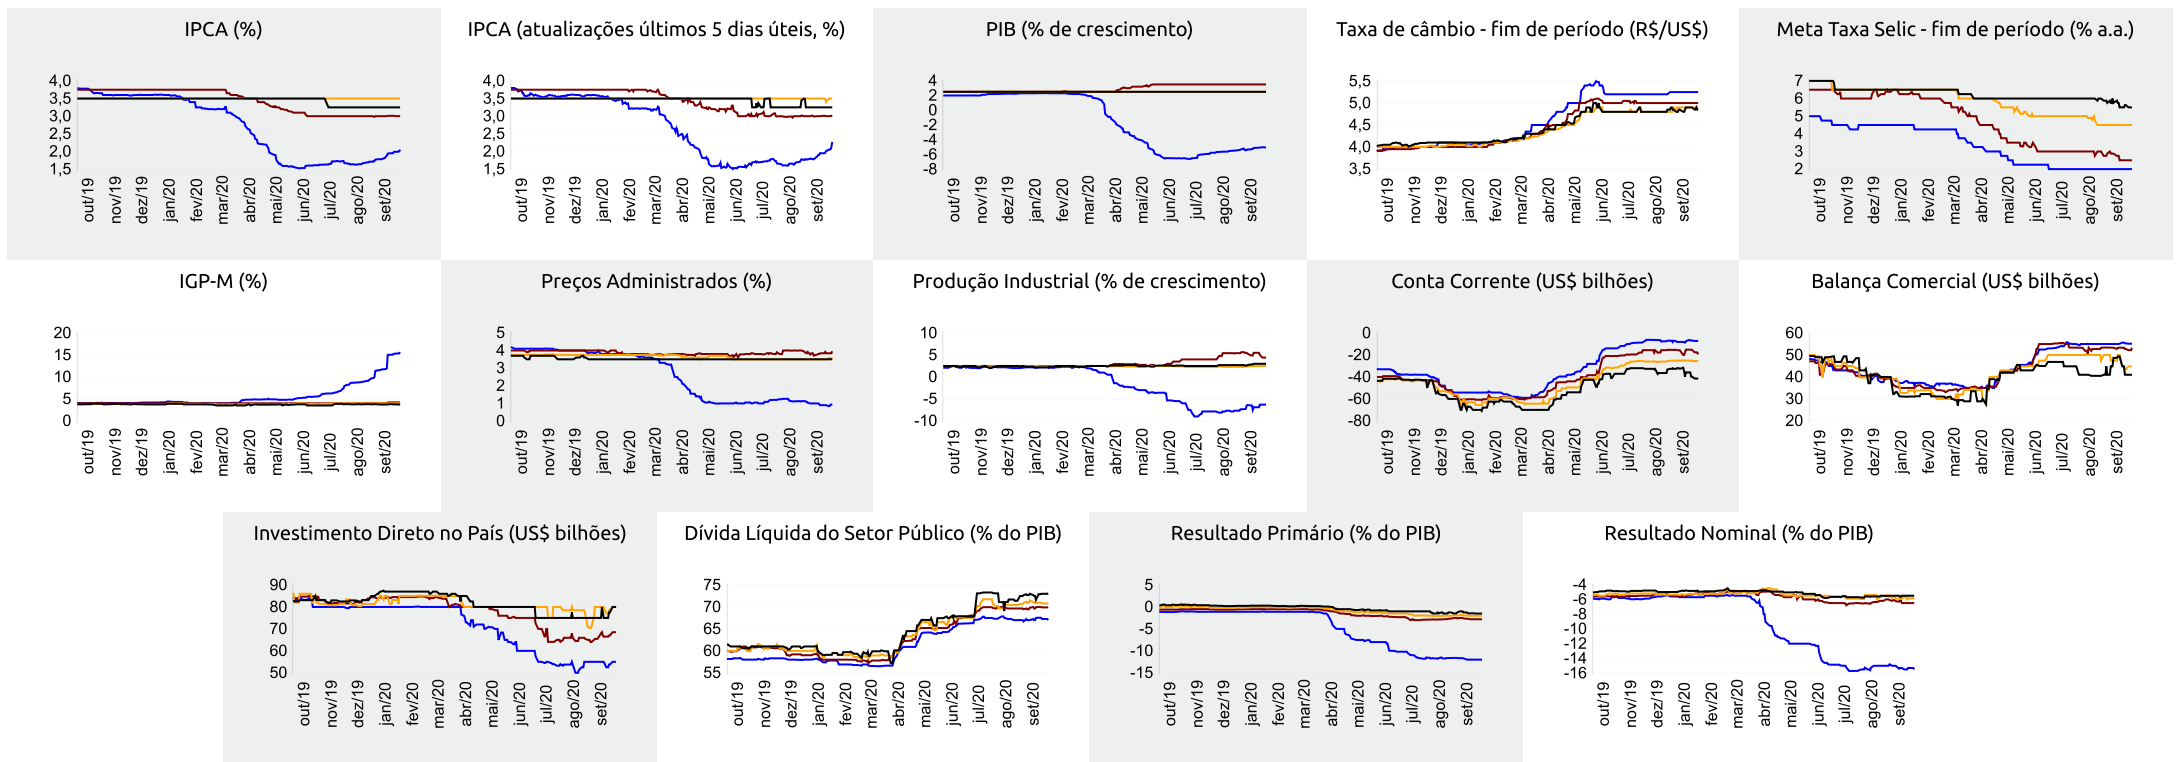 IPCA (%)
4,0
3,5
3,0
2,5
2,0
1,5
out/19
nov/19
dez/19
jan/20
fev/20
mar/20
abr/20
mai/20
jun/20
jul/20
ago/20
set/20
IPCA (atualizações últimos 5 dias úteis, %)
4,0
3,5
3,0
2,5
2,0
1,5
out/19
nov/19
dez/19
jan/20
fev/20
mar/20
abr/20
mai/20
jun/20
jul/20
ago/20
set/20
PIB (% de crescimento)
4
2
0
-2
-4
-6
-8
out/19
nov/19
dez/19
jan/20
fev/20
mar/20
abr/20
mai/20
jun/20
jul/20
ago/20
set/20
Taxa de câmbio - fim de período (R$/US$)
5,5
5,0
4,5
4,0
3,5
out/19
nov/19
dez/19
jan/20
fev/20
mar/20
abr/20
mai/20
jun/20
jul/20
ago/20
set/20
Meta Taxa Selic - fim de período (% a.a.)
7
6
5
4
3
2
out/19
nov/19
dez/19
jan/20
fev/20
mar/20
abr/20
mai/20
jun/20
jul/20
ago/20
set/20
IGP-M (%)
20
15
10
5
0
out/19
nov/19
dez/19
jan/20
fev/20
mar/20
abr/20
mai/20
jun/20
jul/20
ago/20
set/20
Preços Administrados (%)
5
4
3
2
1
0
out/19
nov/19
dez/19
jan/20
fev/20
mar/20
abr/20
mai/20
jun/20
jul/20
ago/20
set/20
Produção Industrial (% de crescimento)
10
5
0
-5
-10
out/19
nov/19
dez/19
jan/20
fev/20
mar/20
abr/20
mai/20
jun/20
jul/20
ago/20
set/20
Conta Corrente (US$ bilhões)
0
-20
-40
-60
-80
out/19
nov/19
dez/19
jan/20
fev/20
mar/20
abr/20
mai/20
jun/20
jul/20
ago/20
set/20
Balança Comercial (US$ bilhões)
60
50
40
30
20
out/19
nov/19
dez/19
jan/20
fev/20
mar/20
abr/20
mai/20
jun/20
jul/20
ago/20
set/20
Investimento Direto no País (US$ bilhões)
90
80
70
60
50
out/19
nov/19
dez/19
jan/20
fev/20
mar/20
abr/20
mai/20
jun/20
jul/20
ago/20
set/20
Dívida Líquida do Setor Público (% do PIB)
75
70
65
60
55
out/19
nov/19
dez/19
jan/20
fev/20
mar/20
abr/20
mai/20
jun/20
jul/20
ago/20
set/20
Resultado Primário (% do PIB)
5
0
-5
-10
-15
out/19
nov/19
dez/19
jan/20
fev/20
mar/20
abr/20
mai/20
jun/20
jul/20
ago/20
set/20
Resultado Nominal (% do PIB)
-4
-6
-8
-10
-12
-14
-16
out/19
nov/19
dez/19
jan/20
fev/20
mar/20
abr/20
mai/20
jun/20
jul/20
ago/20
set/20